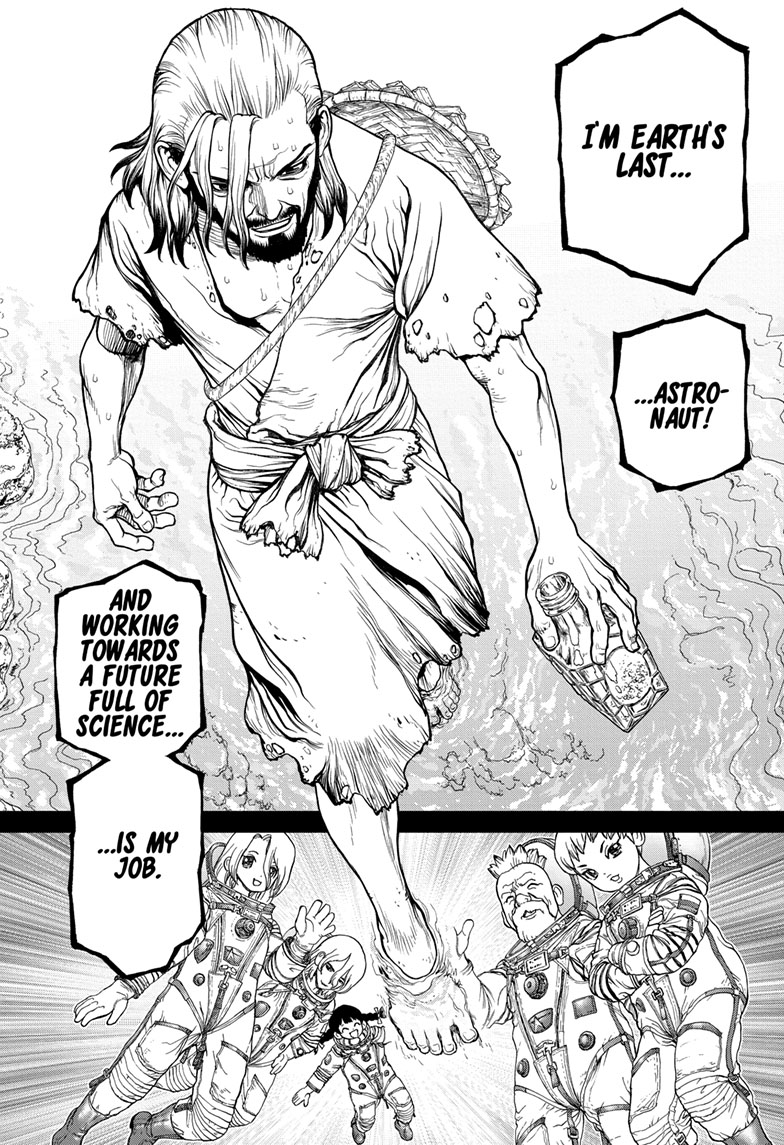 I'M EARTH'S
LAST...
...ASTRO-
NAUT!
AND
WORKING
TOWARDS
A FUTURE
FULL OF
SCIENCE...
...IS MY
JOB.